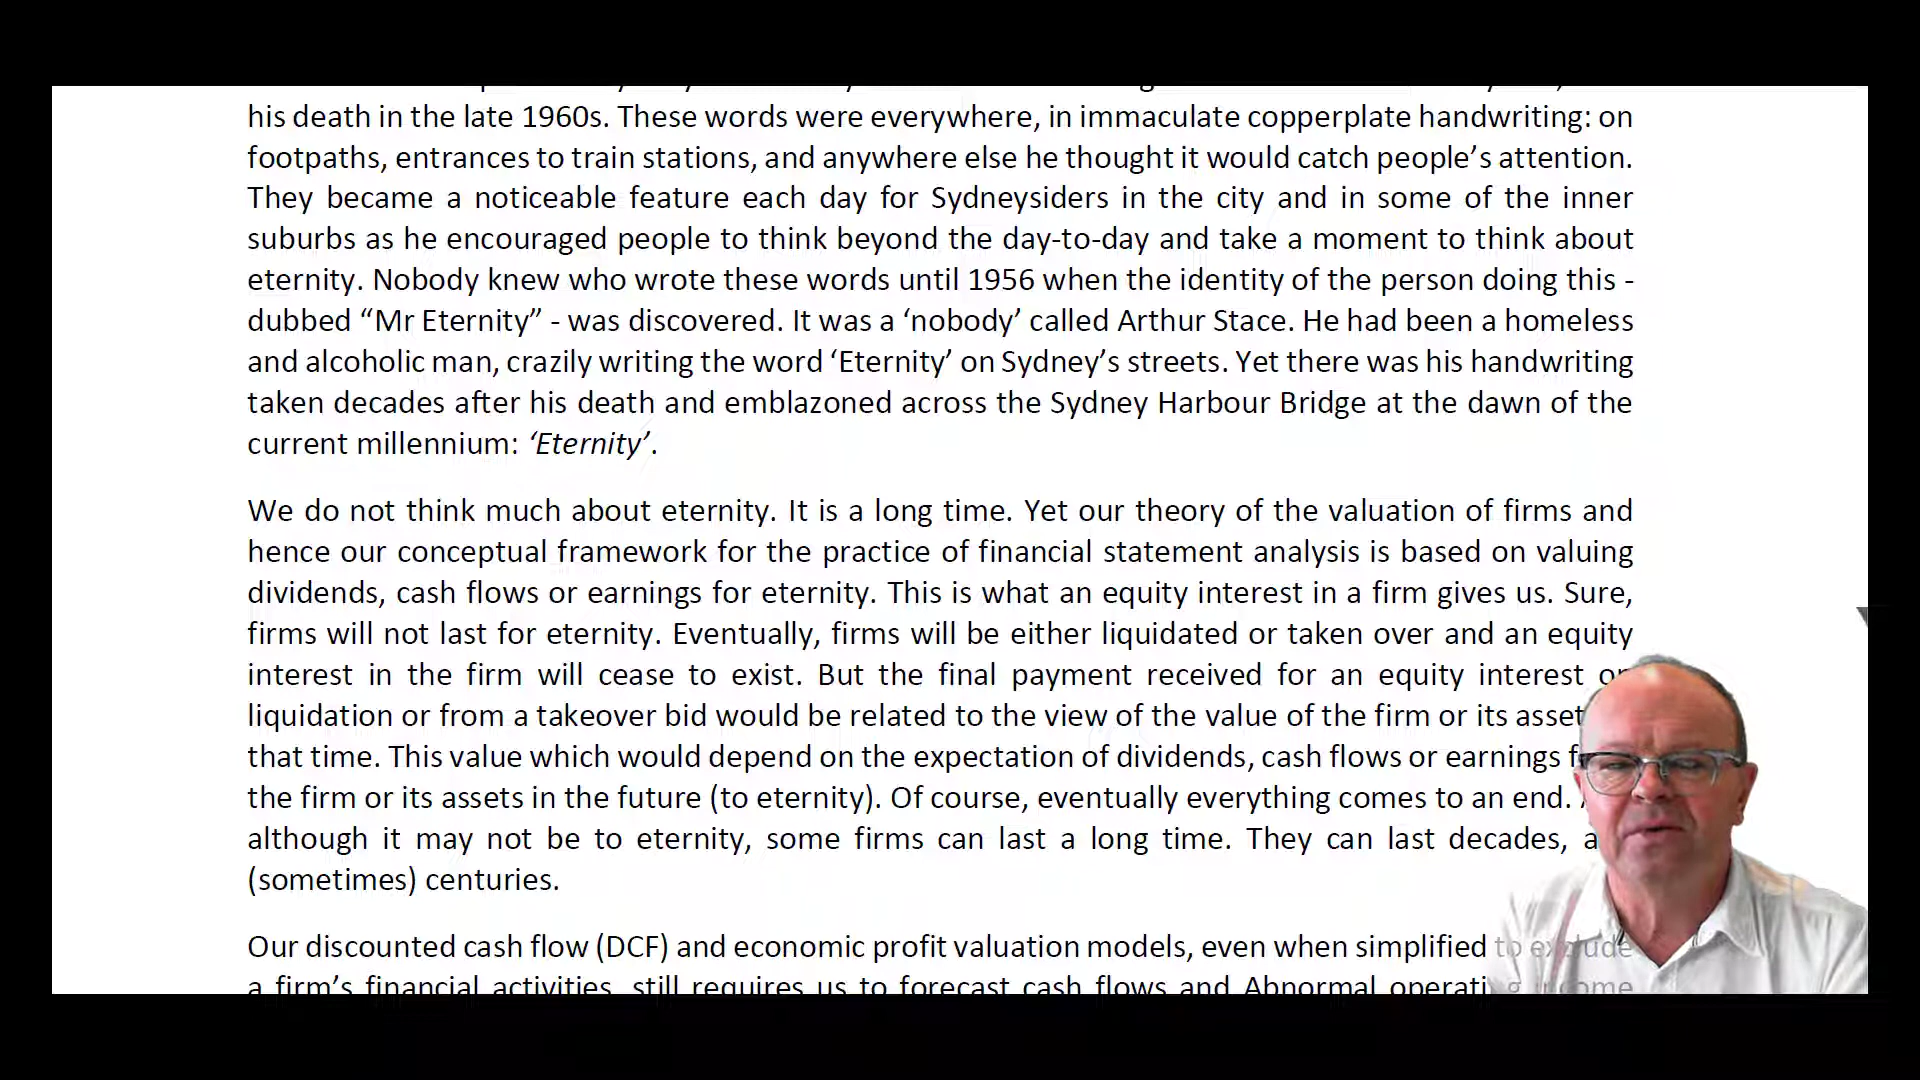 his death in the late 1960s. These words were everywhere, in immaculate copperplate handwriting: on
footpaths, entrances to train stations, and anywhere else he thought it would catch people’s attention.
They became a noticeable feature each day for Sydneysiders in the city and in some of the inner
suburbs as he encouraged people to think beyond the day-to-day and take a moment to think about
eternity. Nobody knew who wrote these words until 1956 when the identity of the person doing this -
dubbed “Mr Eternity” - was discovered. It was a ‘nobody’ called Arthur Stace. He had been a homeless
and alcoholic man, crazily writing the word ‘Eternity’ on Sydney’s streets. Yet there was his handwriting
taken decades after his death and emblazoned across the Sydney Harbour Bridge at the dawn of the
current millennium: ‘Eternity’.
We do not think much about eternity. It is a long time. Yet our theory of the valuation of firms and
hence our conceptual framework for the practice of financial statement analysis is based on valuing
dividends, cash flows or earnings for eternity. This is what an equity interest in a firm gives us. Sure,
firms will not last for eternity. Eventually, firms will be either liquidated or taken over and an equity
interest in the firm will cease to exist. But the final payment received for an equity interest
liquidation or from a takeover bid would be related to the view of the value of the firm or its
that time. This value which would depend on the expectation of dividends, cash flows or earnings
the firm or its assets in the future (to eternity). Of course, eventually everything comes to an end.
although it may not be to eternity, some firms can last a long time. They can last decades,
(sometimes) centuries.
Our discounted cash flow (DCF) and economic profit valuation models, even when simplified to exclude
a firm’s financial activities, still requires us to forecast cash flows and Abnormal operating income